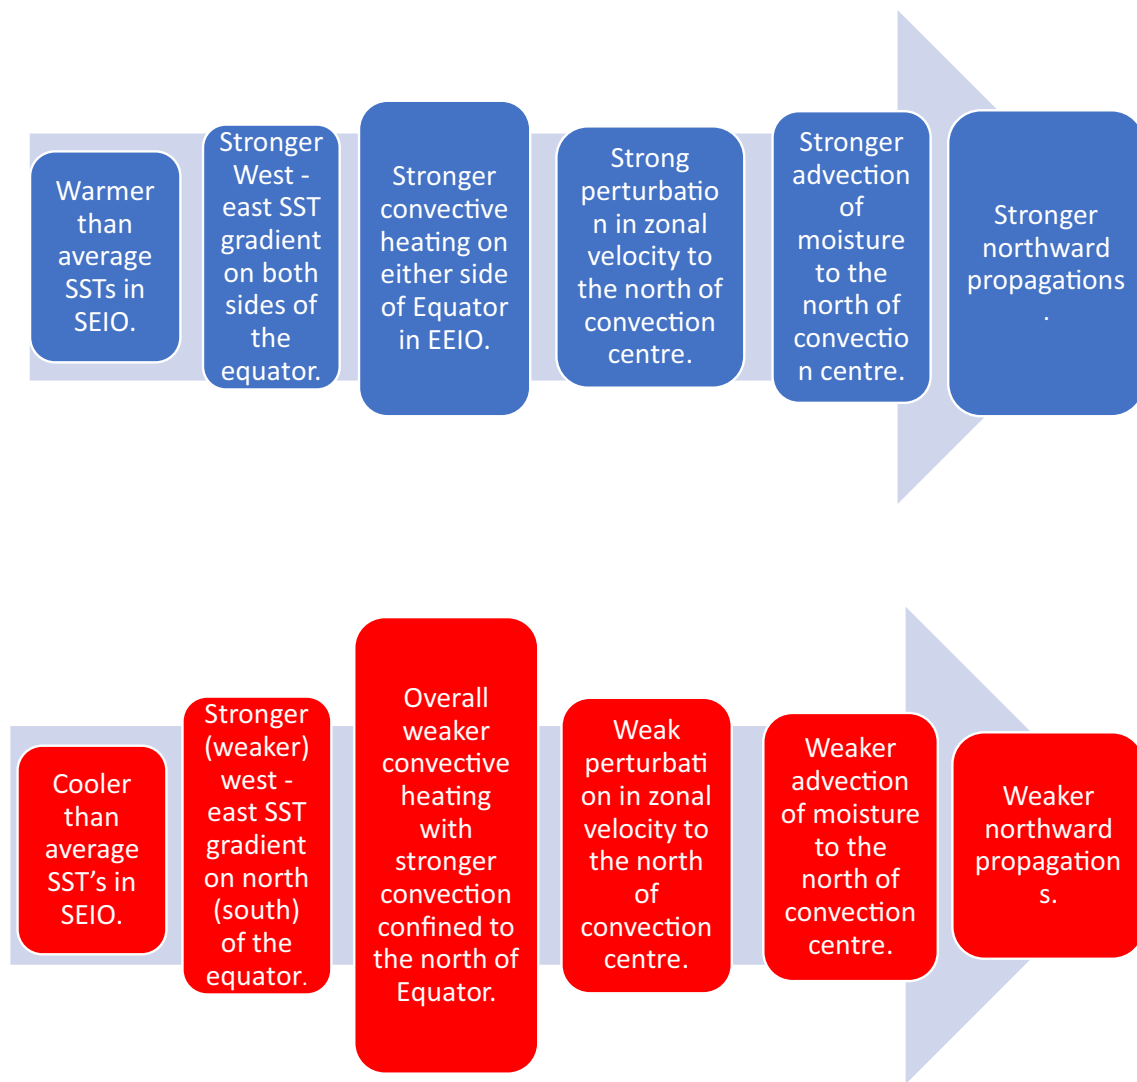 Warmer
than
average
SSTs in
SEIO.
Stronger
West -
east SST
gradient
on both
sides of
the
equator.
Stronger
convective
heating on
either side
of Equator
in EEIO.
Strong
perturbatio
n in zonal
velocity to
the north of
convection
centre.
Stronger
advection
of
moisture
to the
north of
convectio
n centre.
Stronger
northward
propagations
.
Cooler
than
average
SST's in
SEIO.
Stronger
(weaker)
west -
east SST
gradient
on north
(south)
of the
equator.
Overall
weaker
convective
heating
with
stronger
convection
confined to
the north of
Equator.
Weak
perturbati
on in zonal
velocity to
the north
of
convection
centre.
Weaker
advection
of moisture
to the
north of
convection
centre.
Weaker
northward
propagation
s.